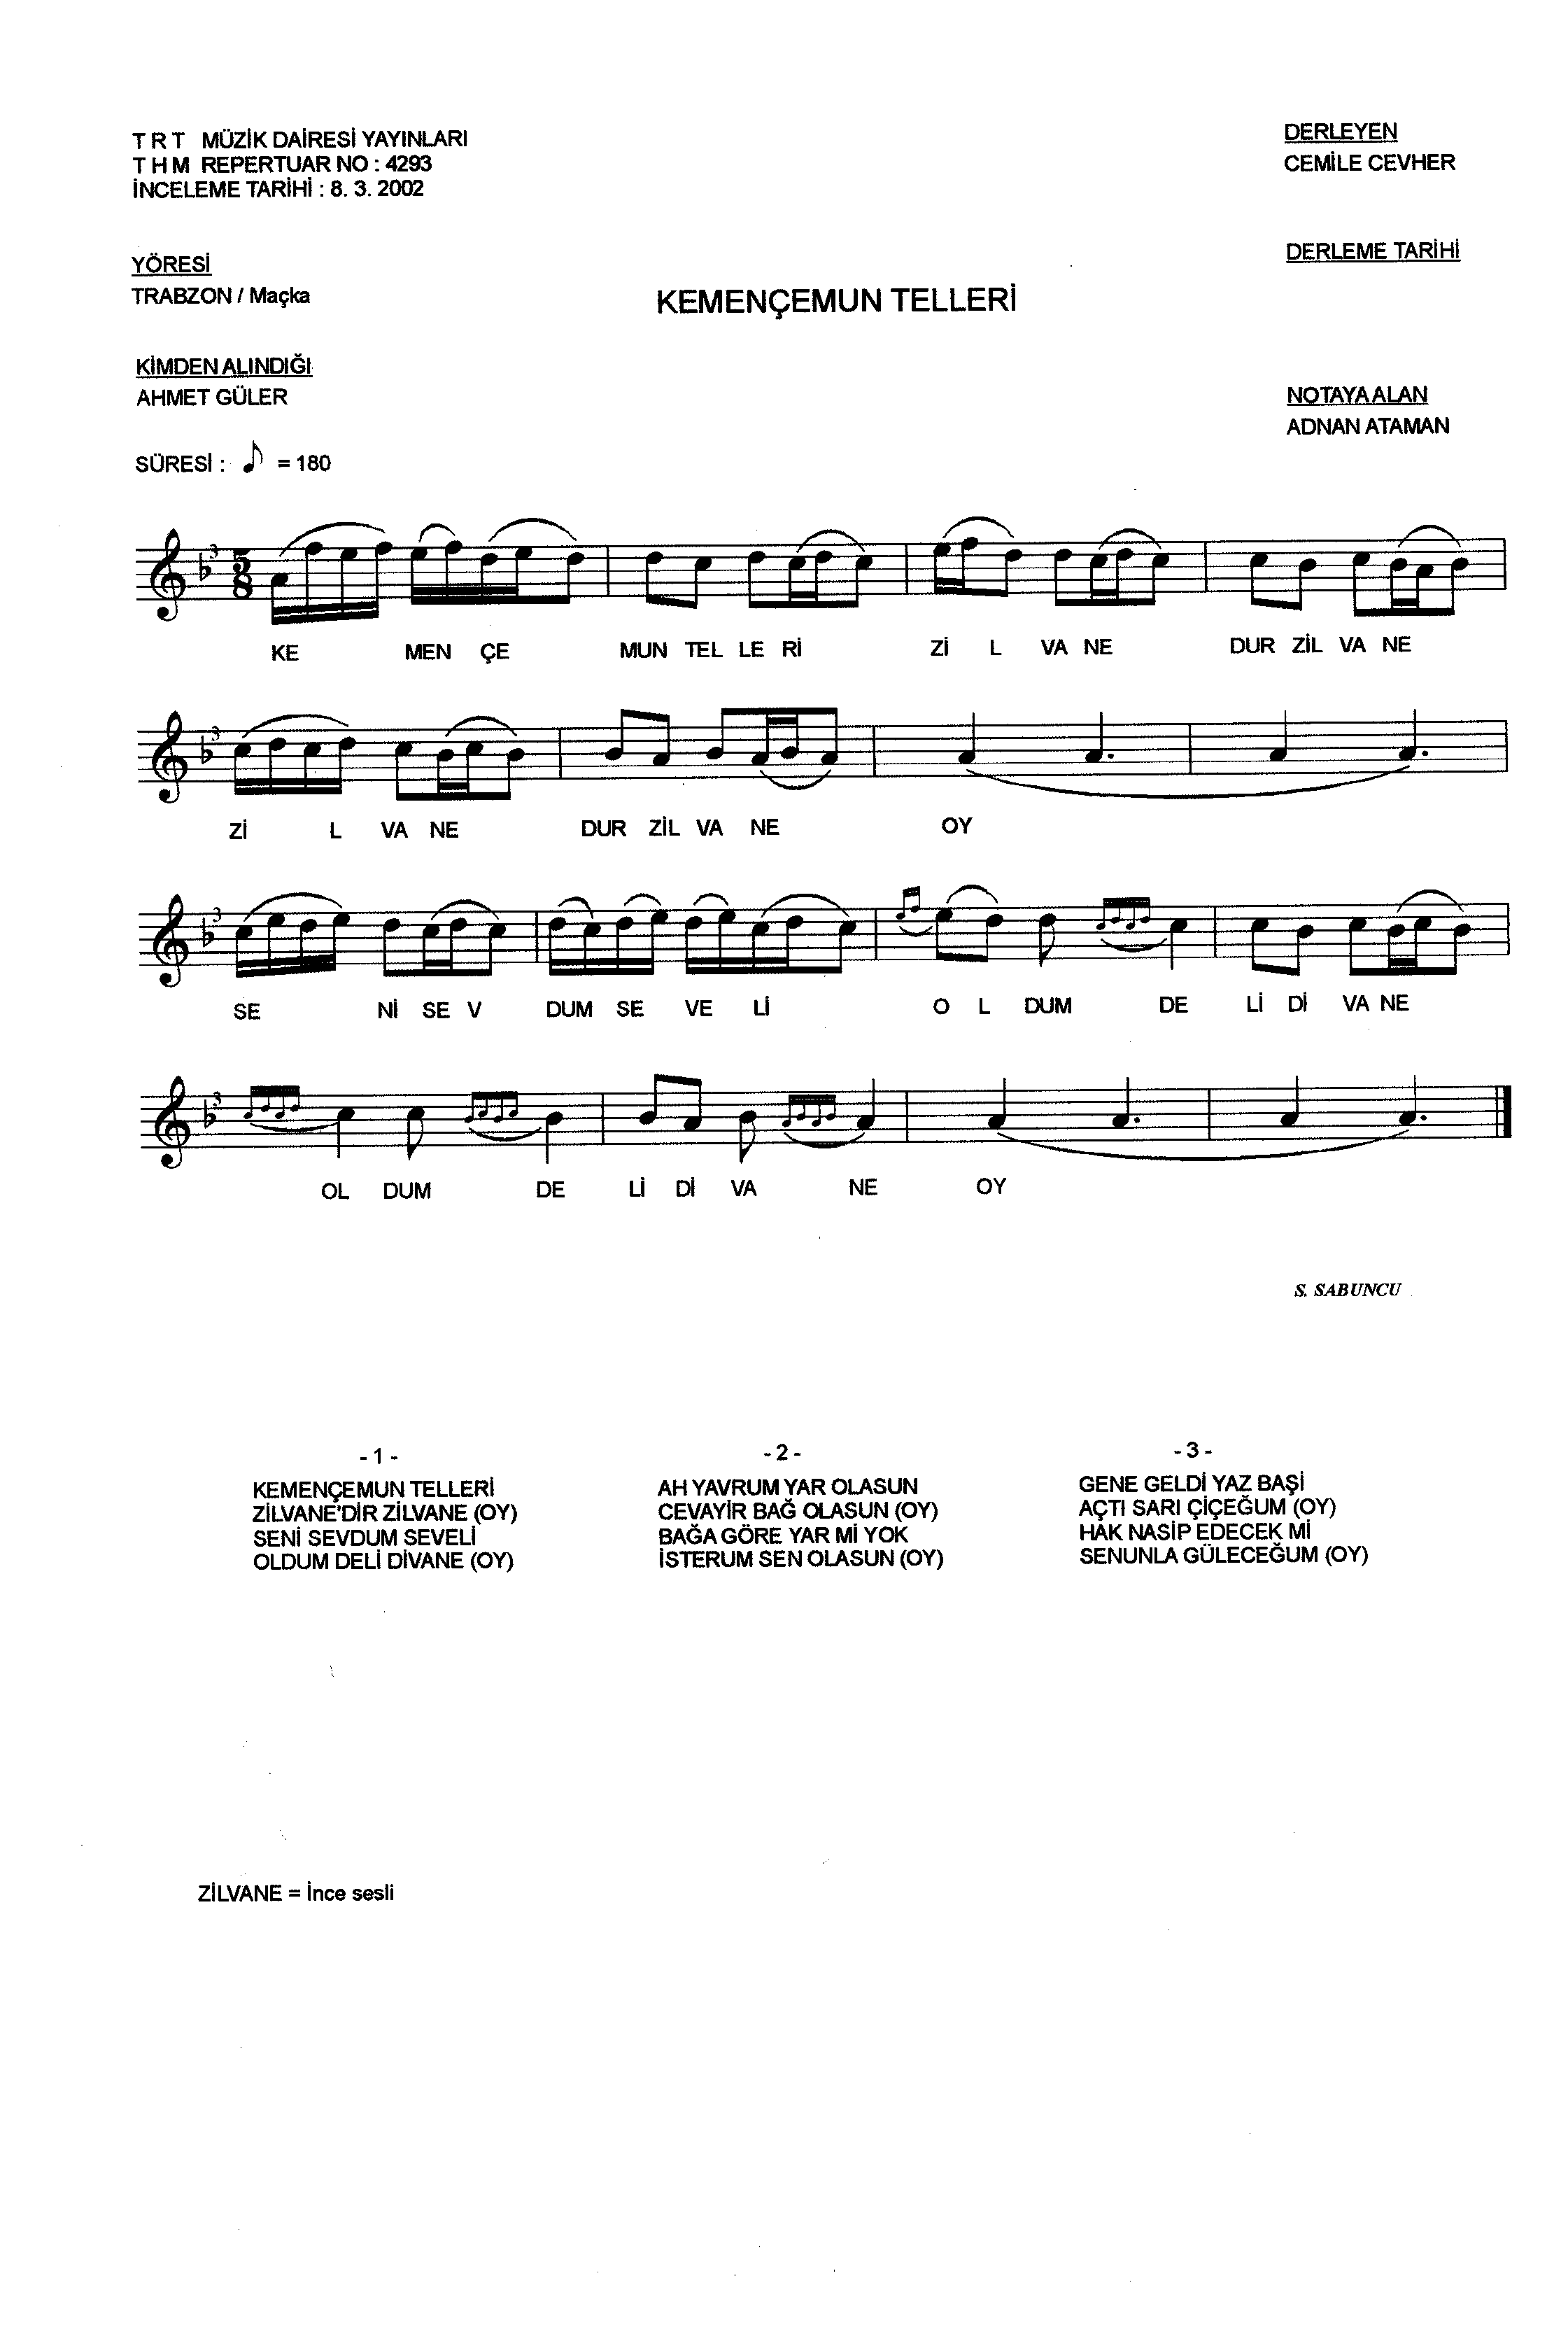 T R T MÜZİK DAİRESİ YAYINLARI
T H M REPERTUAR NO : 4293
İNCELEME TARİHİ : 8. 3. 2002
DERLEYEN
CEMİLE CEVHER
YÖRESİ
TRABZON / Maçka
DERLEME TARİHİ
KEMENÇEMUN TELLERİ
KİMDEN ALINDIĞI
AHMET GÜLER
NOTAYA ALAN
ADNAN ATAMAN
SÜRESİ : ♪ = 180
3 5 8
KE MEN ÇE MUN TEL LE Rİ Zİ L VA NE DUR ZİL VA NE
3
Zİ L VA NE DUR ZİL VA NE OY
3
SE Nİ SE V DUM SE VE Lİ O L DUM DE Lİ Dİ VA NE
3
OL DUM DE Lİ Dİ VA NE OY
S. SABUNCU
- 1 -
KEMENÇEMUN TELLERİ
ZİLVANE'DİR ZİLVANE (OY)
SENİ SEVDUM SEVELİ
OLDUM DELİ DİVANE (OY)
- 2 -
AH YAVRUM YAR OLASUN
CEVAYİR BAĞ OLASUN (OY)
BAĞA GÖRE YAR Mİ YOK
İSTERUM SEN OLASUN (OY)
- 3 -
GENE GELDİ YAZ BAŞİ
AÇTI SARI ÇİÇEĞUM (OY)
HAK NASİP EDECEK Mİ
SENUNLA GÜLECEĞUM (OY)
ZİLVANE = İnce sesli